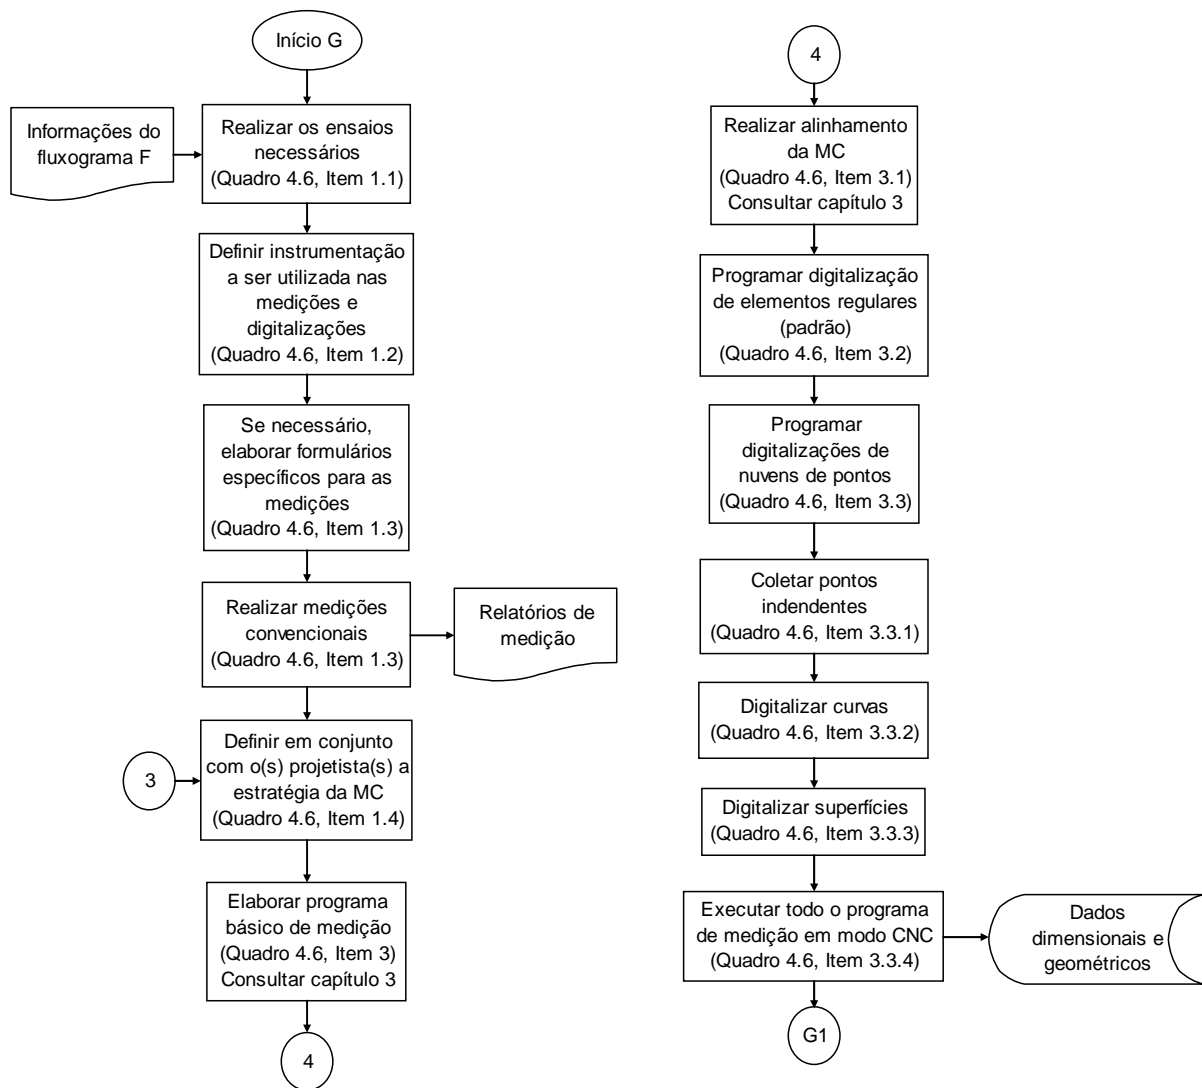 Início G
Informações do
fluxograma F
Realizar os ensaios
necessários
(Quadro 4.6, Item 1.1)
Definir instrumentação
a ser utilizada nas
medições e
digitalizações
(Quadro 4.6, Item 1.2)
Se necessário,
elaborar formulários
específicos para as
medições
(Quadro 4.6, Item 1.3)
Realizar medições
convencionais
(Quadro 4.6, Item 1.3)
Relatórios de
medição
3
Definir em conjunto
com o(s) projetista(s) a
estratégia da MC
(Quadro 4.6, Item 1.4)
Elaborar programa
básico de medição
(Quadro 4.6, Item 3)
Consultar capítulo 3
4
4
Realizar alinhamento
da MC
(Quadro 4.6, Item 3.1)
Consultar capítulo 3
Programar digitalização
de elementos regulares
(padrão)
(Quadro 4.6, Item 3.2)
Programar
digitalizações de
nuvens de pontos
(Quadro 4.6, Item 3.3)
Coletar pontos
indendentes
(Quadro 4.6, Item 3.3.1)
Digitalizar curvas
(Quadro 4.6, Item 3.3.2)
Digitalizar superfícies
(Quadro 4.6, Item 3.3.3)
Executar todo o programa
de medição em modo CNC
(Quadro 4.6, Item 3.3.4)
Dados
dimensionais e
geométricos
G1